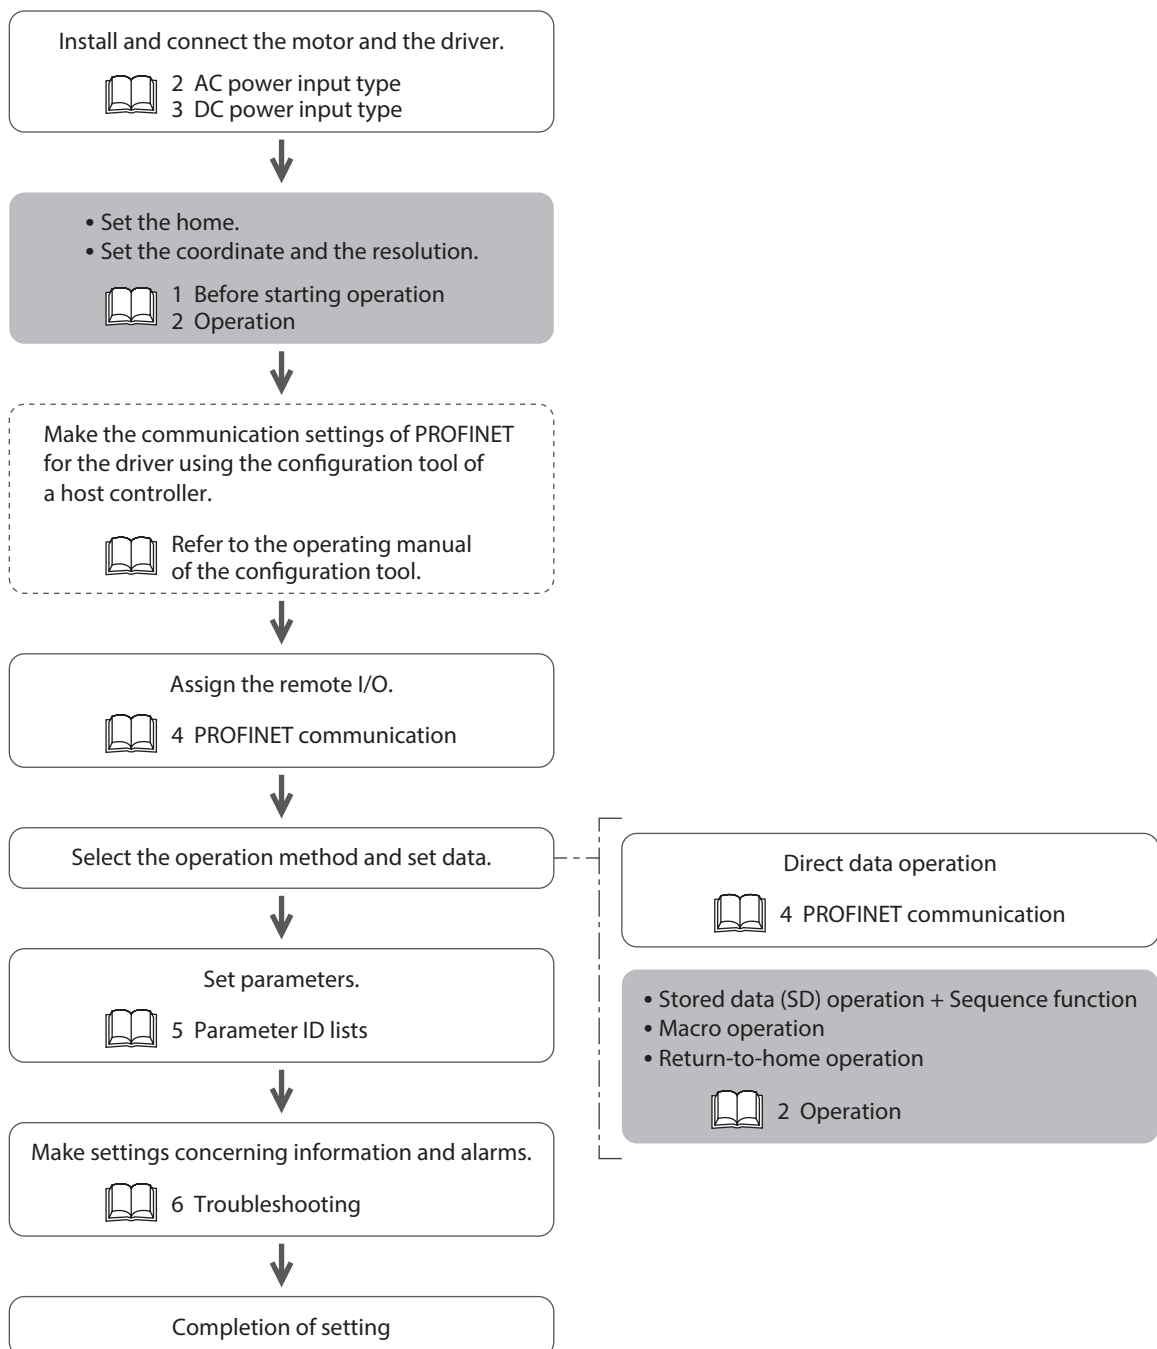 Install and connect the motor and the driver.
2 AC power input type
3 DC power input type
• Set the home.
• Set the coordinate and the resolution.
1 Before starting operation
2 Operation
Make the communication settings of PROFINET
for the driver using the configuration tool of
a host controller.
Refer to the operating manual
of the configuration tool.
Assign the remote I/O.
4 PROFINET communication
Select the operation method and set data.
Direct data operation
4 PROFINET communication
• Stored data (SD) operation + Sequence function
• Macro operation
• Return-to-home operation
2 Operation
Set parameters.
5 Parameter ID lists
Make settings concerning information and alarms.
6 Troubleshooting
Completion of setting